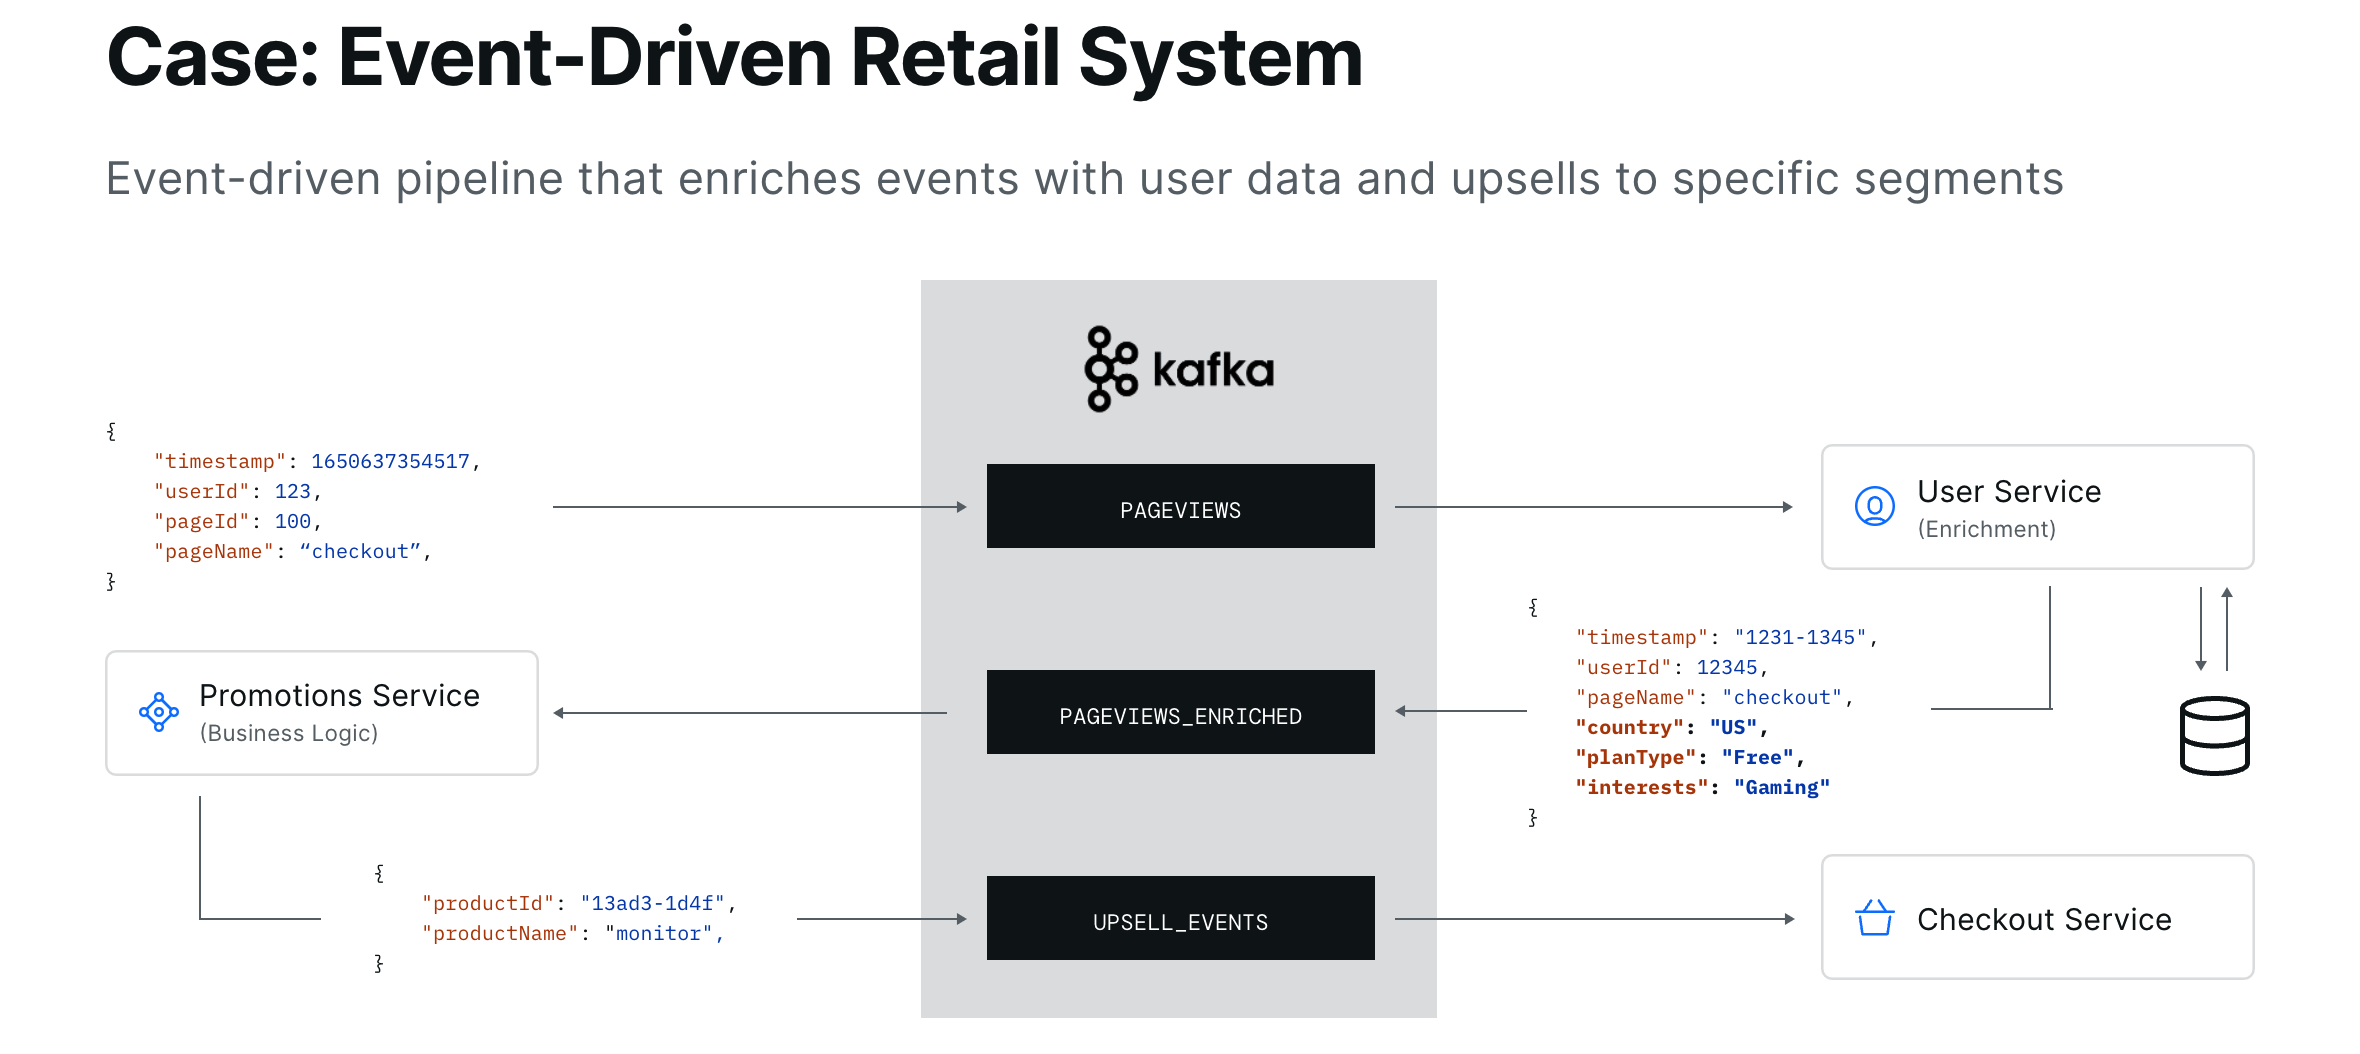 Case: Event-Driven Retail System
Event-driven pipeline that enriches events with user data and upsells to specific segments
kafka
{
"timestamp": 1650637354517,
"userId": 123,
"pageId": 100,
"pageName": “checkout”,
}
PAGEVIEWS
User Service
(Enrichment)
{
"timestamp": "1231-1345",
"userId": 12345,
"pageName": "checkout",
"country": "US",
"planType": "Free",
"interests": "Gaming"
}
PAGEVIEWS_ENRICHED
Promotions Service
(Business Logic)
{
"productId": "13ad3-1d4f",
"productName": "monitor",
}
UPSELL_EVENTS
Checkout Service